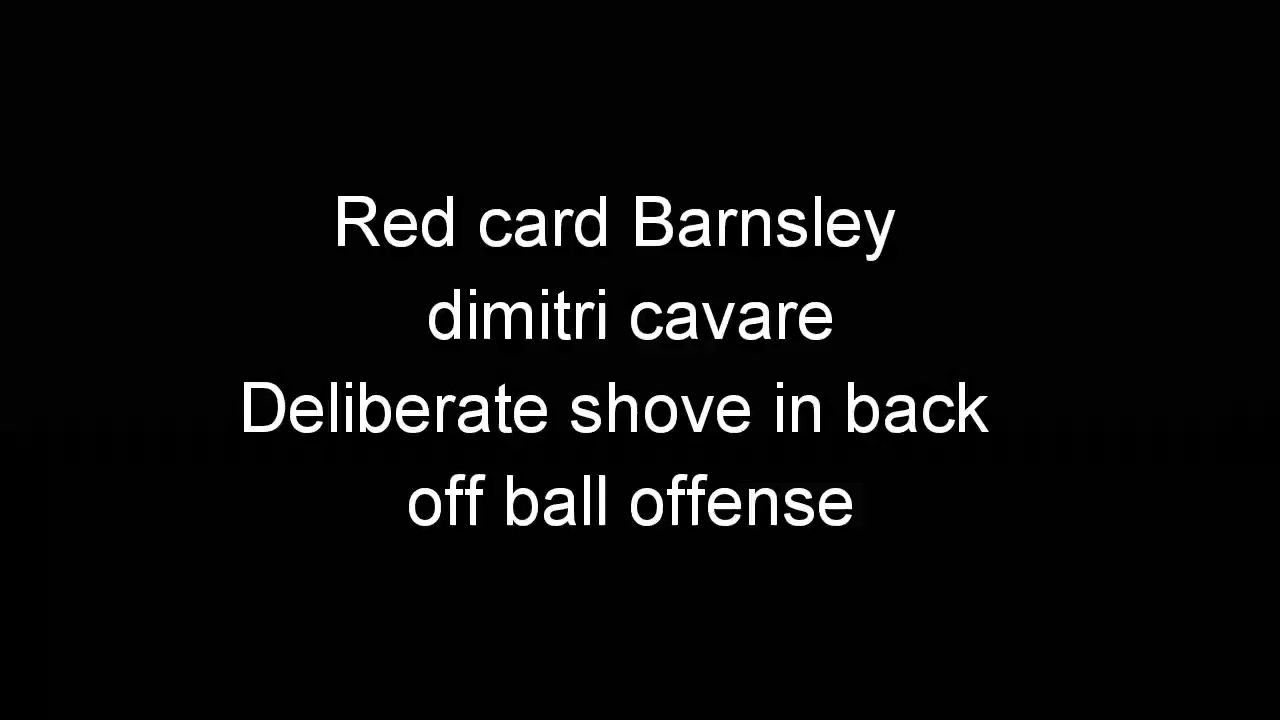 Red card Barnsley
dimitri cavare
Deliberate shove in back
off ball offense